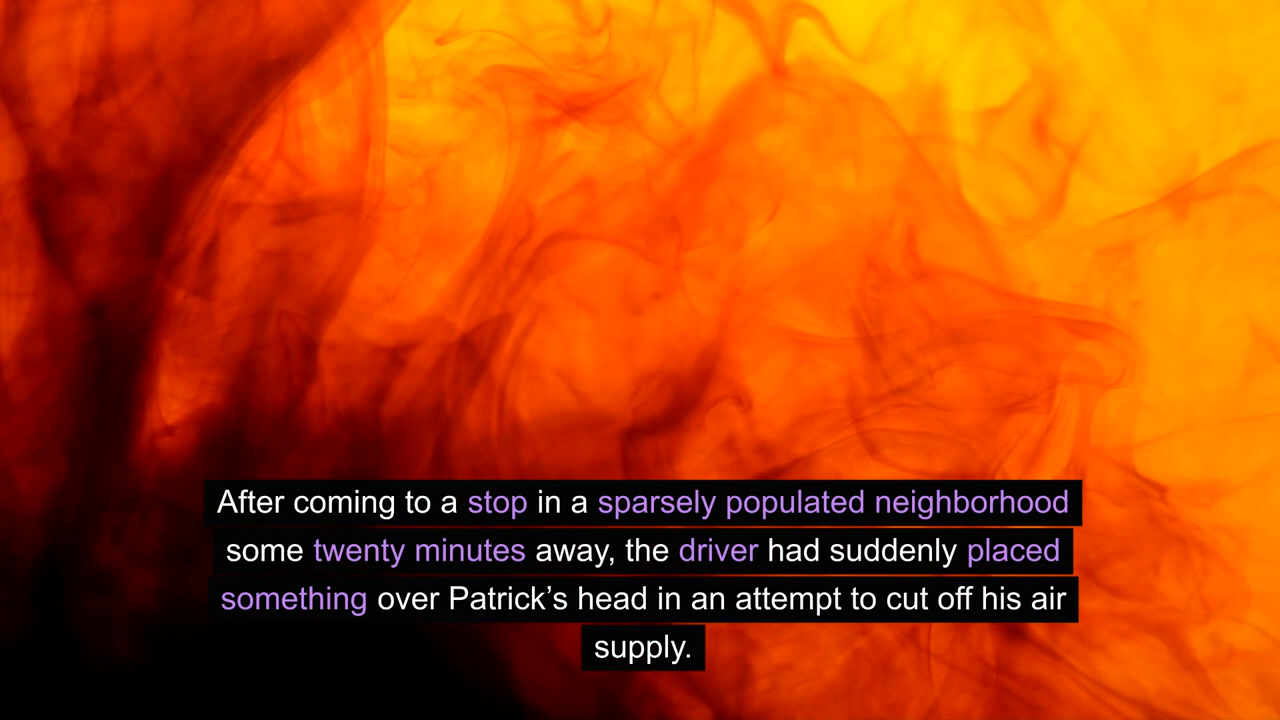 After coming to a stop in a sparsely populated neighborhood
some twenty minutes away, the driver had suddenly placed
something over Patrick’s head in an attempt to cut off his air
supply.